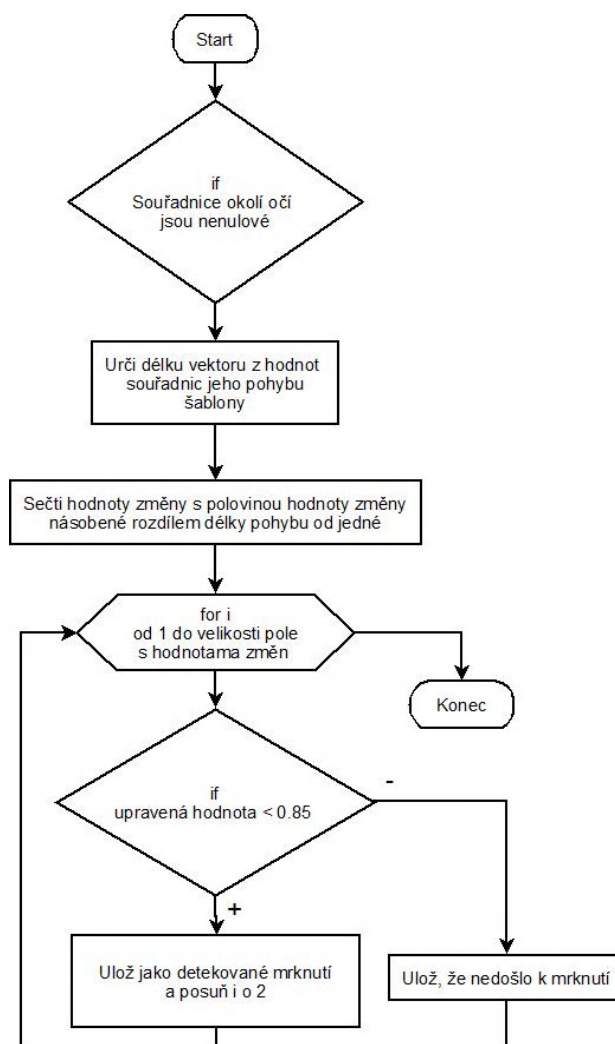 Start
if
Souřadnice okolí očí
jsou nenulové
Urči délku vektoru z hodnot
souřadnic jeho pohybu
šablony
Sečti hodnoty změny s polovinou hodnoty změny
násobené rozdílem délky pohybu od jedné
for i
od 1 do velikosti pole
s hodnotama změn
Konec
if
upravená hodnota < 0.85
-
+
Ulož jako detekované mrknutí
a posuň i o 2
Ulož, že nedošlo k mrknutí